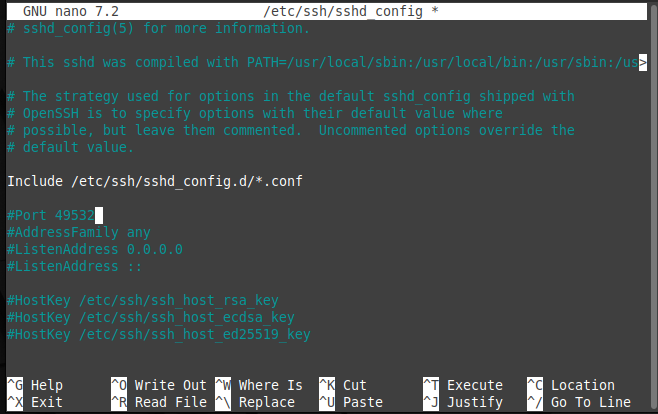 GNU nano 7.2 /etc/ssh/sshd_config *
# sshd_config(5) for more information.
# This sshd was compiled with PATH=/usr/local/sbin:/usr/local/bin:/usr/sbin:/us>
# The strategy used for options in the default sshd_config shipped with
# OpenSSH is to specify options with their default value where
# possible, but leave them commented.  Uncommented options override the
# default value.
Include /etc/ssh/sshd_config.d/*.conf
#Port 49532
#AddressFamily any
#ListenAddress 0.0.0.0
#ListenAddress ::
#HostKey /etc/ssh/ssh_host_rsa_key
#HostKey /etc/ssh/ssh_host_ecdsa_key
#HostKey /etc/ssh/ssh_host_ed25519_key
^G Help ^O Write Out ^W Where Is ^K Cut ^T Execute ^C Location
^X Exit ^R Read File ^\ Replace ^U Paste ^J Justify ^/ Go To Line